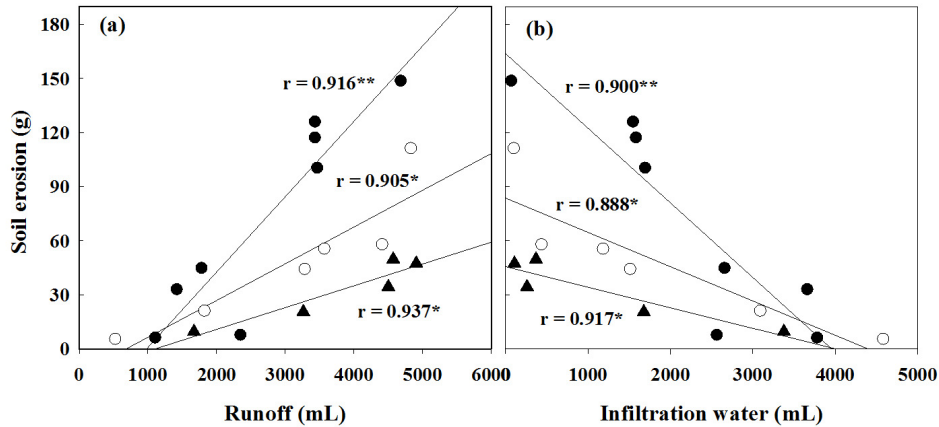 (a)
(b)
190
150
120
90
60
30
0
Soil erosion (g)
r = 0.916**
r = 0.905*
r = 0.937*
r = 0.900**
r = 0.888*
r = 0.917*
0 1000 2000 3000 4000 5000 6000
0 1000 2000 3000 4000 5000
Runoff (mL)
Infiltration water (mL)